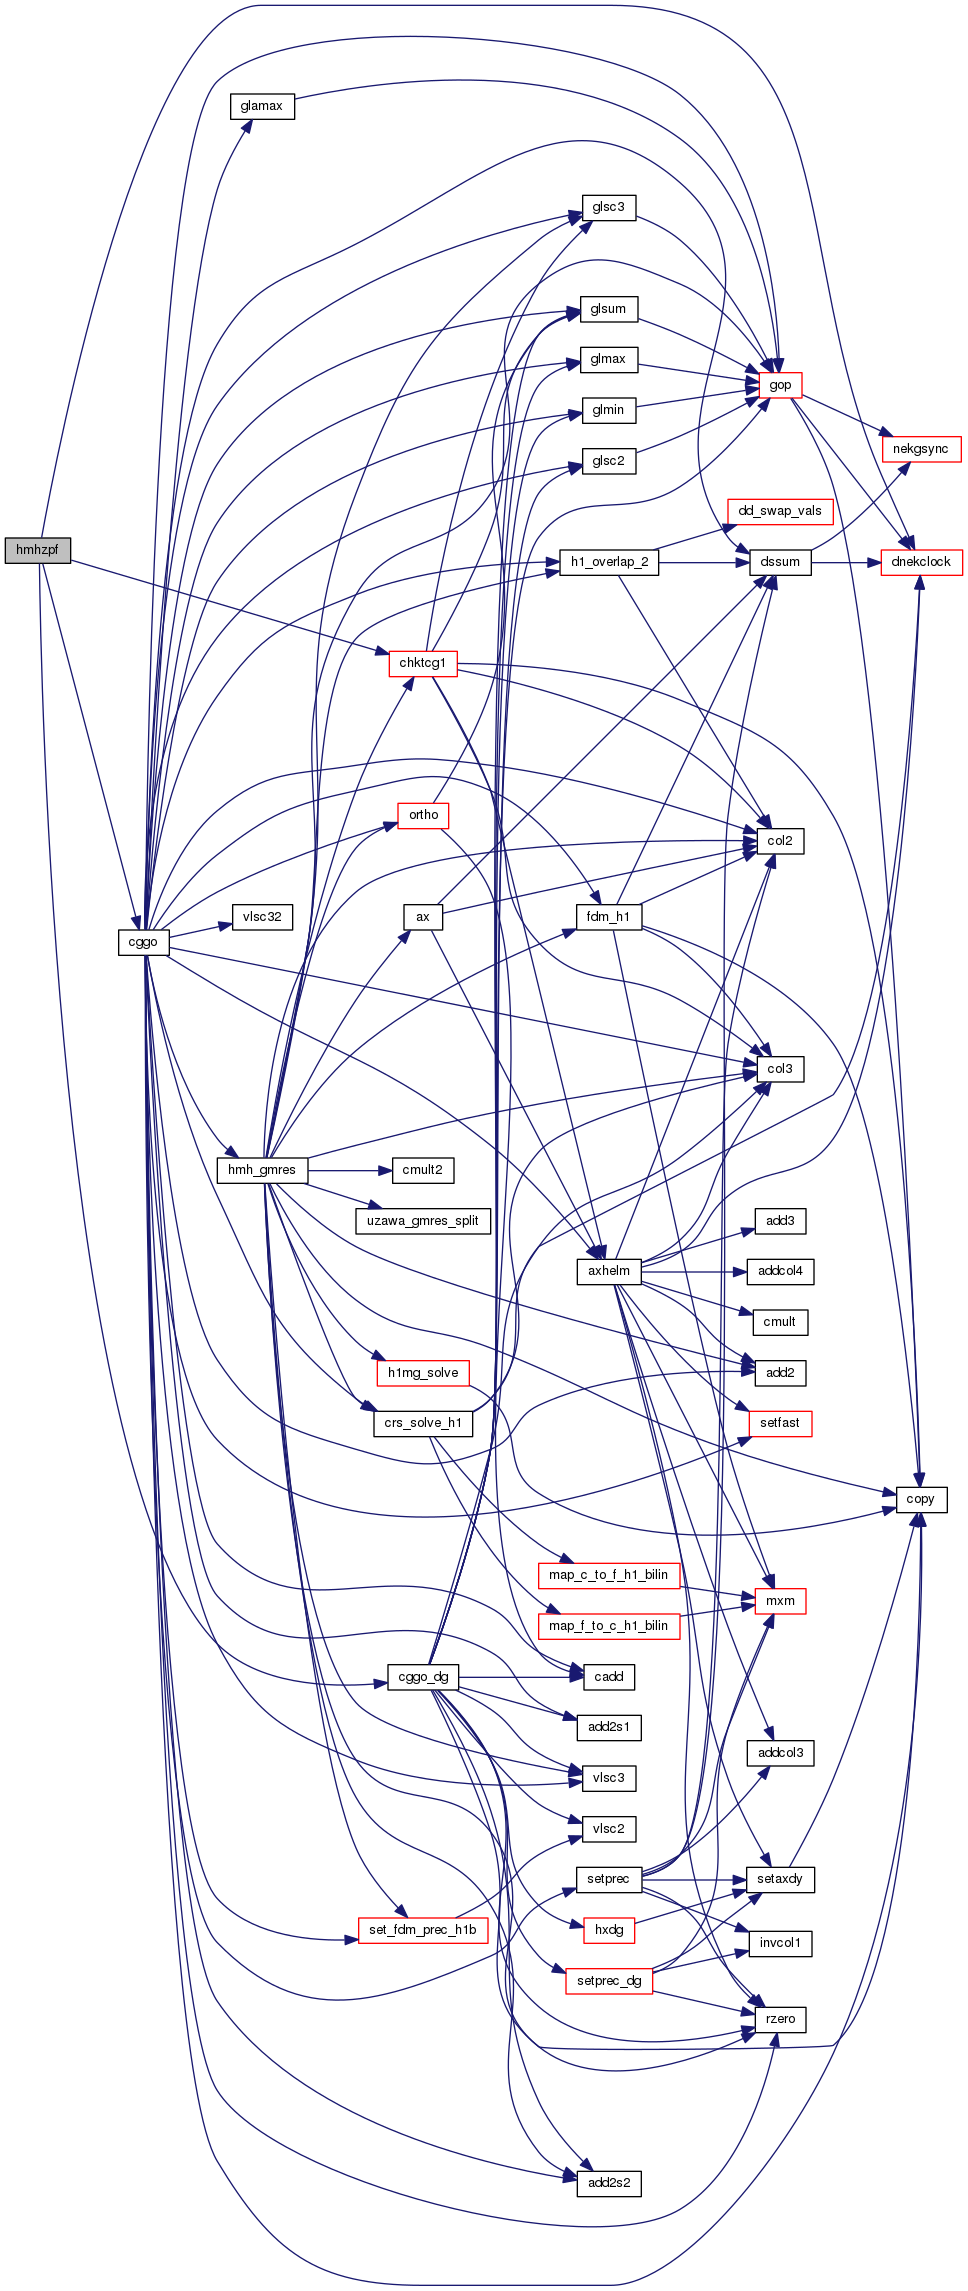 glamax
glsc3
glsum
glmax
gop
glmin
nekgsync
glsc2
dd_swap_vals
hmhzpf
h1_overlap_2
dssum
dnekclock
chktcg1
ortho
col2
vlsc32
ax
fdm_h1
cggo
col3
hmh_gmres
cmult2
uzawa_gmres_split
add3
axhelm
addcol4
cmult
h1mg_solve
add2
crs_solve_h1
setfast
copy
map_c_to_f_h1_bilin
mxm
map_f_to_c_h1_bilin
cggo_dg
cadd
add2s1
addcol3
vlsc3
vlsc2
setprec
setaxdy
set_fdm_prec_h1b
hxdg
invcol1
setprec_dg
rzero
add2s2